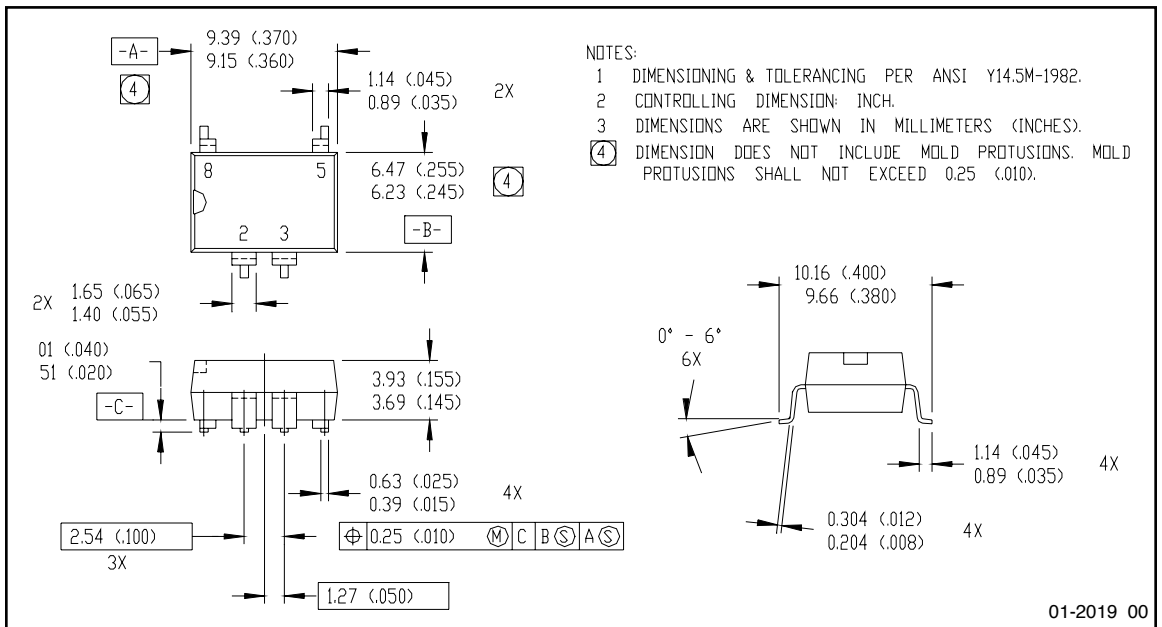 -A-
4
9.39 (.370)
9.15 (.360)
1.14 (.045)
0.89 (.035)
2X
8
5
2
3
6.47 (.255)
6.23 (.245)
4
-B-
2X
1.65 (.065)
1.40 (.055)
01 (.040)
51 (.020)
-C-
3.93 (.155)
3.69 (.145)
0.63 (.025)
0.39 (.015)
4X
2.54 (.100)
3X
⌖ 0.25 (.010) Ⓜ C B Ⓢ A Ⓢ
1.27 (.050)
NOTES:
1 DIMENSIONING & TOLERANCING PER ANSI Y14.5M-1982.
2 CONTROLLING DIMENSION: INCH.
3 DIMENSIONS ARE SHOWN IN MILLIMETERS (INCHES).
4 DIMENSION DOES NOT INCLUDE MOLD PROTUSIONS. MOLD
PROTUSIONS SHALL NOT EXCEED 0.25 (.010).
10.16 (.400)
9.66 (.380)
0° - 6°
6X
1.14 (.045)
0.89 (.035)
4X
0.304 (.012)
0.204 (.008)
4X
01-2019 00